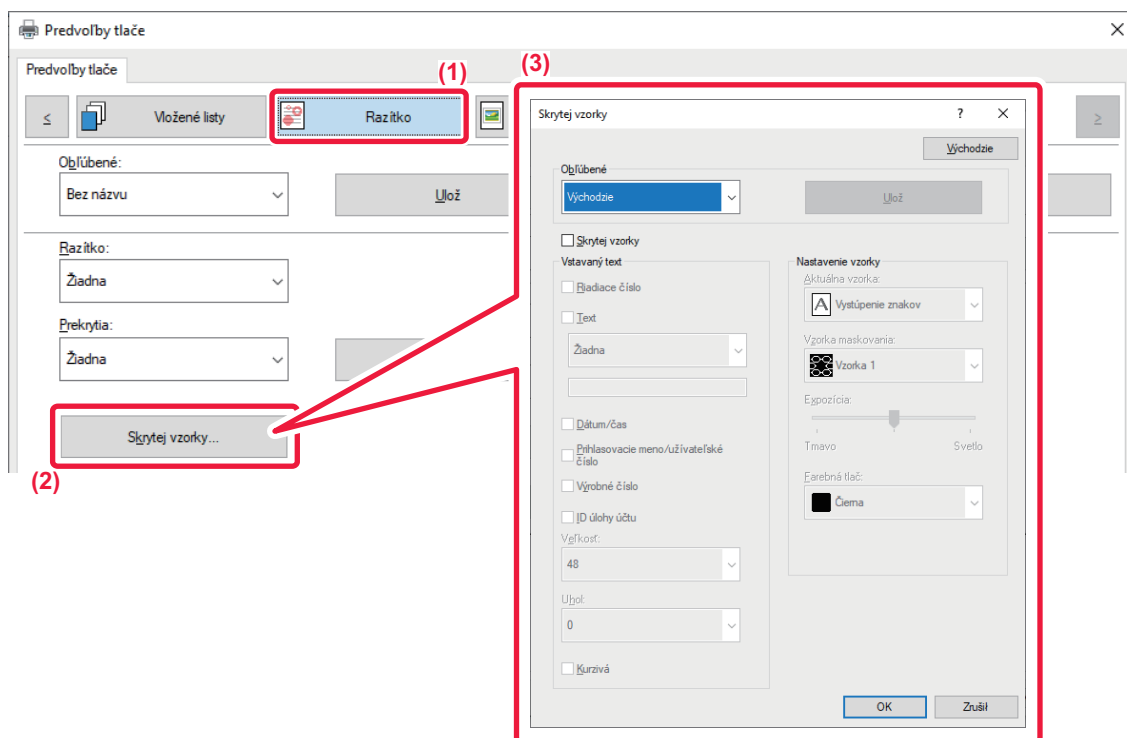 Predvoľby tlače
Predvoľby tlače
(1)
(3)
<
Vložené listy
Razítko
>
Obľúbené:
Bez názvu
Ulož
Razítko:
Žiadna
Prekrytia:
Žiadna
Skrytej vzorky...
(2)
Skrytej vzorky
?
Východzie
Obľúbené
Východzie
Ulož
Skrytej vzorky
Vstavaný text
Riadiace číslo
Text
Žiadna
Dátum/čas
Prihlasovacie meno/užívateľské
číslo
Výrobné číslo
ID úlohy účtu
Veľkosť:
48
Uhol:
0
Kurzivá
Nastavenie vzorky
Aktuálna vzorka:
A
Vystúpenie znakov
Vzorka maskovania:
Vzorka 1
Expozícia:
Tmavo
Svetlo
Farebná tlač:
Čierna
OK
Zrušiť